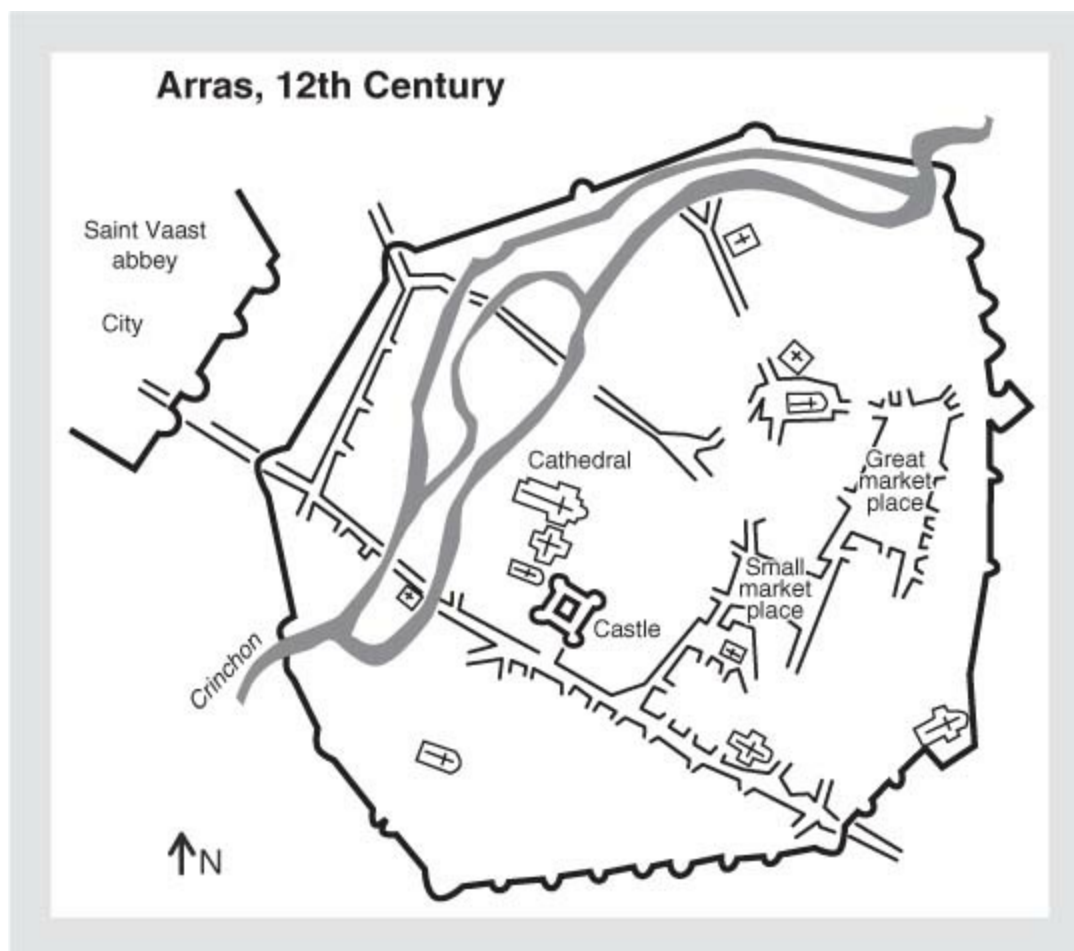 Arras, 12th Century
Saint Vaast
abbey
City
Cathedral
Great
market
place
Small
market
place
Castle
Crinchon
N